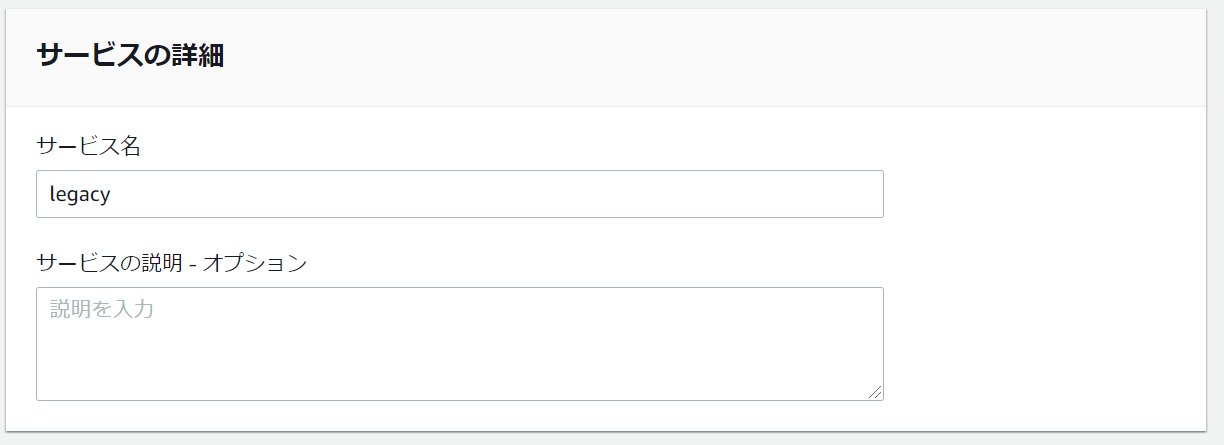 サービスの詳細
サービス名
legacy
サービスの説明 - オプション
説明を入力